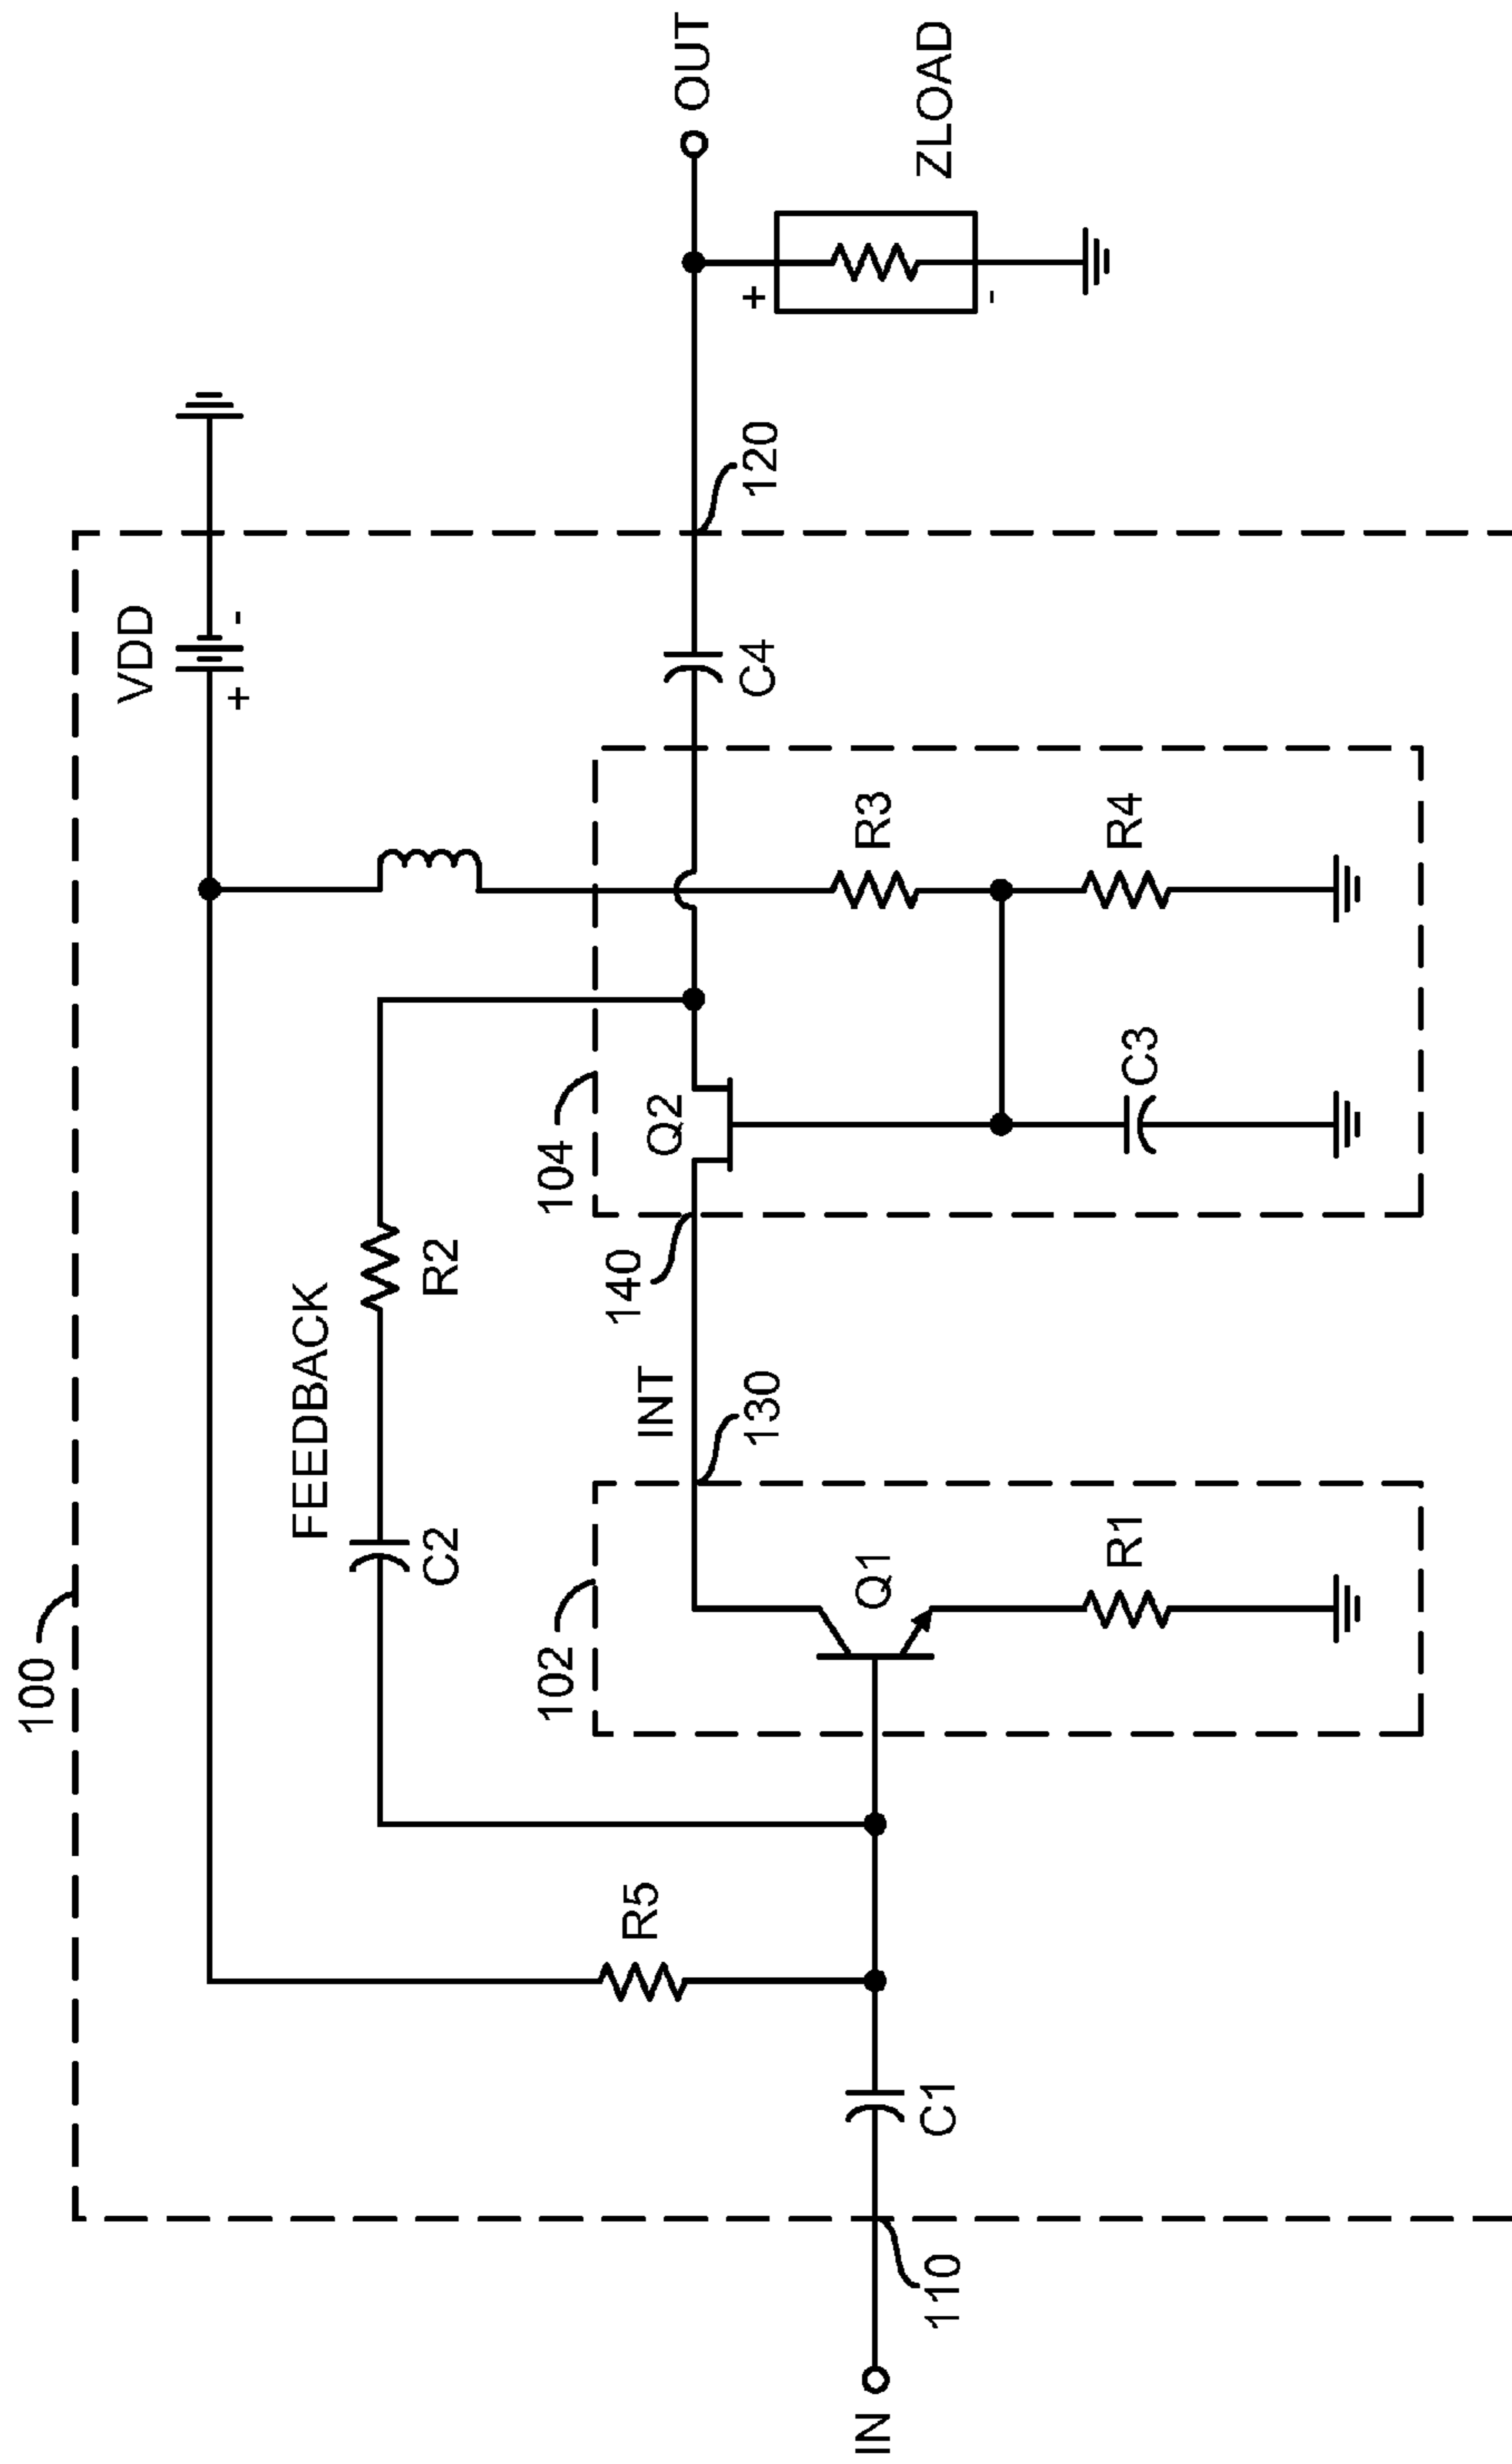 100
VDD
+
-
FEEDBACK
C2
R2
R5
102
INT
140
104
Q2
130
120
C4
OUT
IN
110
C1
Q1
R1
R3
C3
R4
+
-
ZLOAD